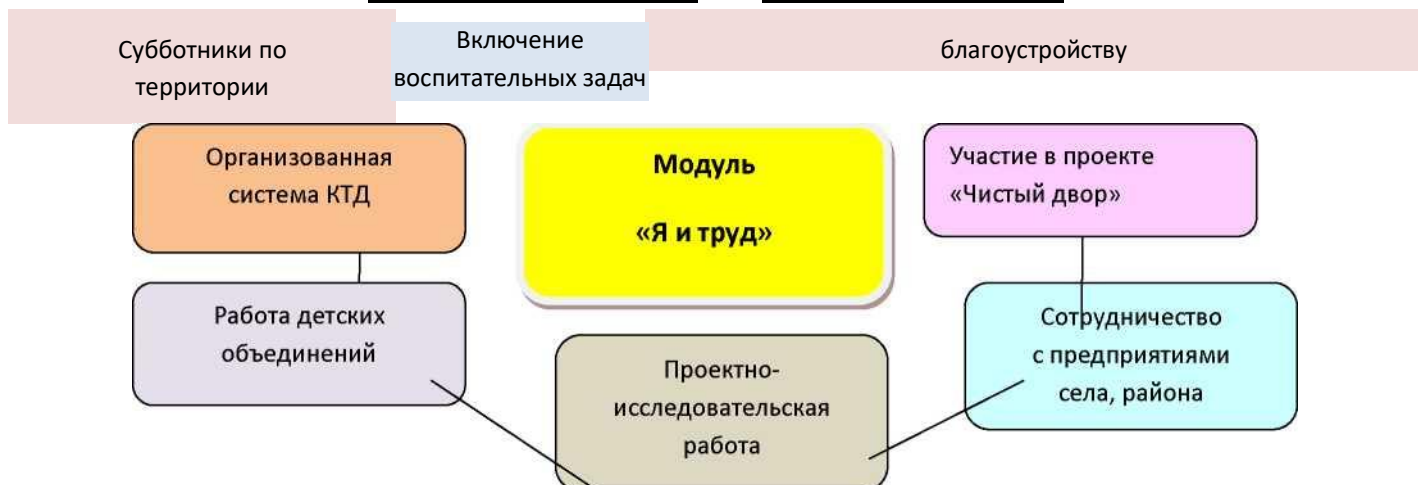 Субботники по
территории
Включение
воспитательных задач
благоустройству
Организованная
система КТД
Модуль
«Я и труд»
Участие в проекте
«Чистый двор»
Работа детских
объединений
Проектно-
исследовательская
работа
Сотрудничество
с предприятиями
села, района